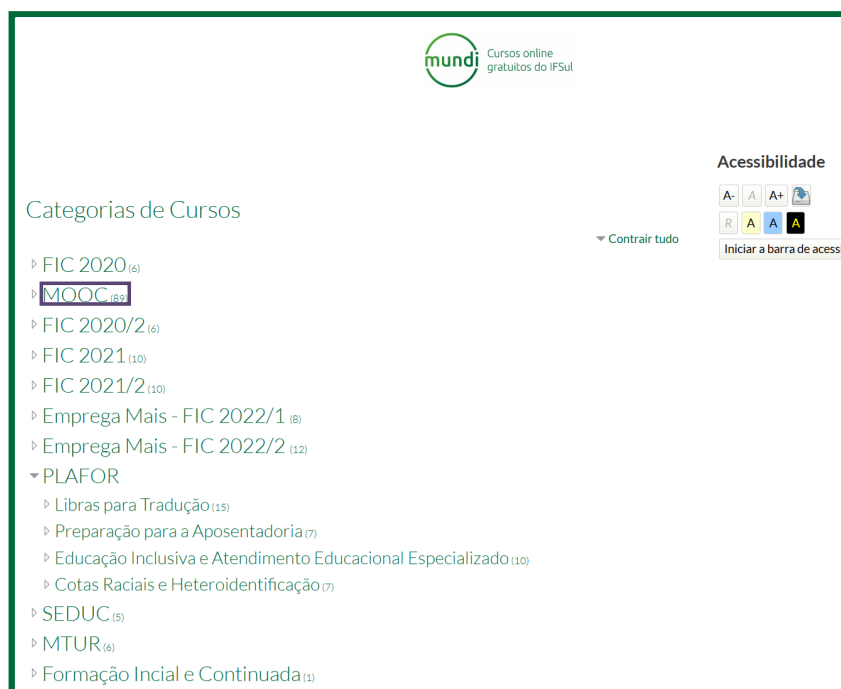 mundi
Cursos online
gratuitos do IFSul
Acessibilidade
A- A A+
R A A A
Iniciar a barra de acessi
Categorias de Cursos
Contrair tudo
FIC 2020 (6)
MOOC (89)
FIC 2020/2 (6)
FIC 2021 (10)
FIC 2021/2 (10)
Emprega Mais - FIC 2022/1 (8)
Emprega Mais - FIC 2022/2 (12)
PLAFOR
Libras para Tradução (15)
Preparação para a Aposentadoria (7)
Educação Inclusiva e Atendimento Educacional Especializado (10)
Cotas Raciais e Heteroidentificação (7)
SEDUC (5)
MTUR (6)
Formação Incial e Continuada (1)